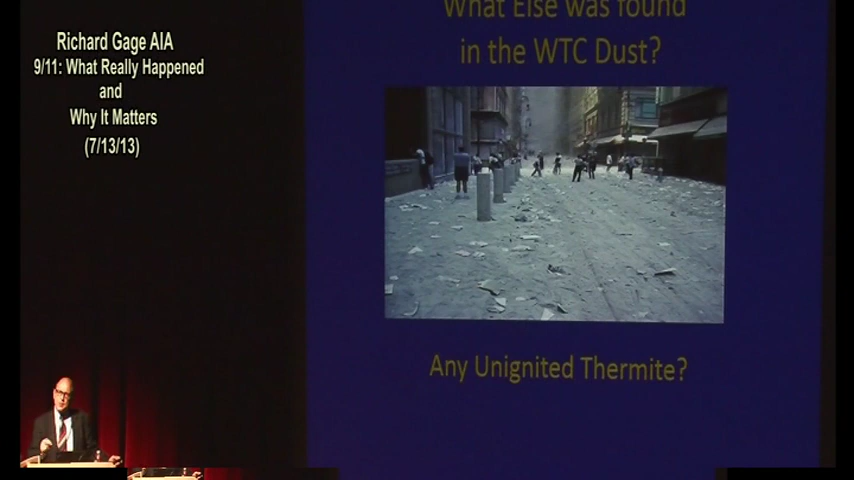 Richard Gage AIA
9/11: What Really Happened
and
Why It Matters
(7/13/13)
What Else was found
in the WTC Dust?
Any Unignited Thermite?